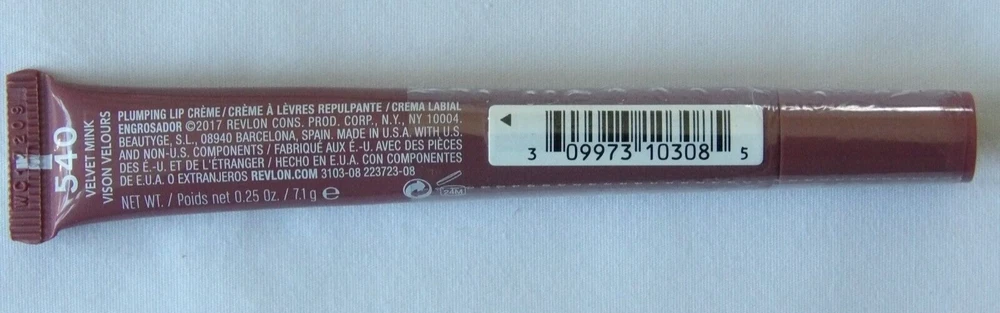 540
VELVET MINK
VISON VELOURS
PLUMPING LIP CRÈME / CRÈME À LÈVRES REPULPANTE / CREMA LABIAL
ENGROSADOR ©2017 REVLON CONS. PROD. CORP., N.Y., NY 10004.
BEAUTYGE, S.L., 08940 BARCELONA, SPAIN. MADE IN U.S.A. WITH U.S.
AND NON-U.S. COMPONENTS / FABRIQUÉ AUX É.-U. AVEC DES PIÈCES
DES É.-U. ET DE L'ÉTRANGER / HECHO EN E.U.A. CON COMPONENTES
DE E.U.A. O EXTRANJEROS REVLON.COM 3103-08 223723-08
NET WT. / Poids net 0.25 Oz. / 7.1 g e
24M
3 09973 10308 5